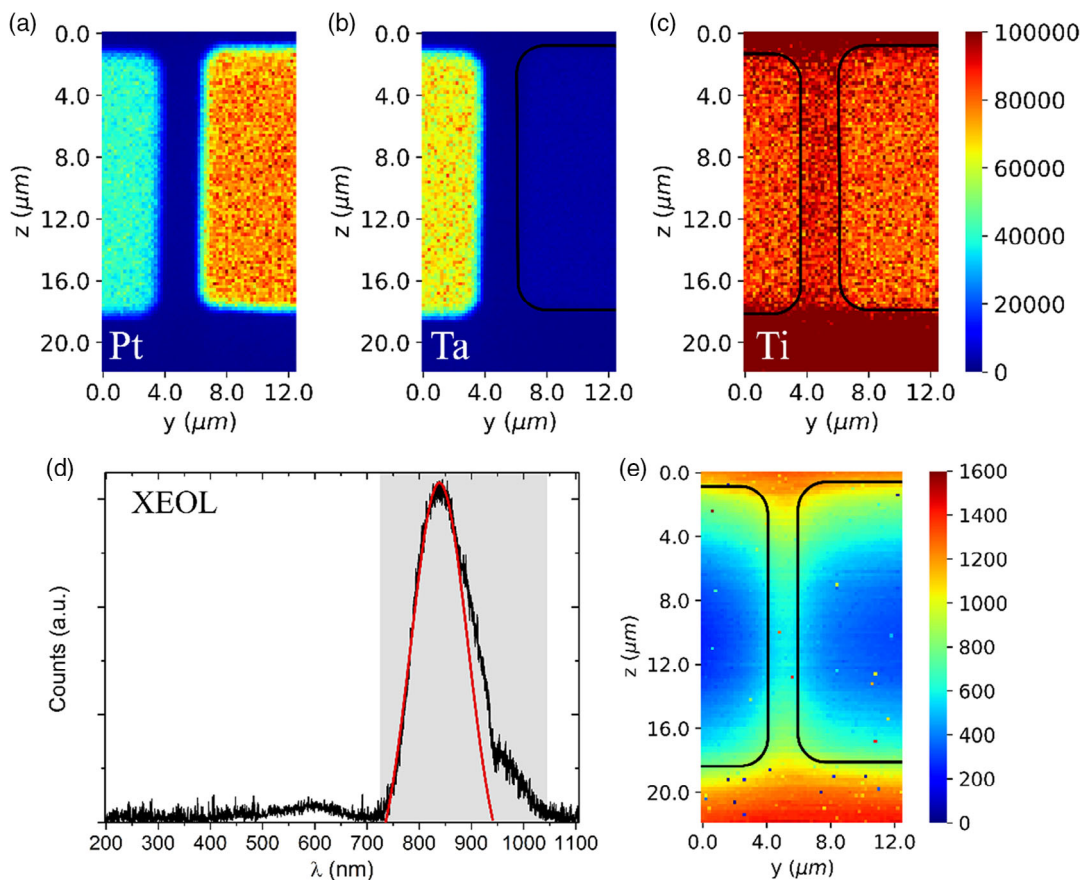 (a)
(b)
(c)
0.0
4.0
8.0
12.0
16.0
20.0
z (μm)
Pt
0.0 4.0 8.0 12.0
y (μm)
0.0
4.0
8.0
12.0
16.0
20.0
z (μm)
Ta
0.0 4.0 8.0 12.0
y (μm)
0.0
4.0
8.0
12.0
16.0
20.0
z (μm)
Ti
0.0 4.0 8.0 12.0
y (μm)
100000
80000
60000
40000
20000
0
(d)
XEOL
Counts (a.u.)
200 300 400 500 600 700 800 900 1000 1100
λ (nm)
(e)
0.0
4.0
8.0
12.0
16.0
20.0
z (μm)
0.0 4.0 8.0 12.0
y (μm)
1600
1400
1200
1000
800
600
400
200
0